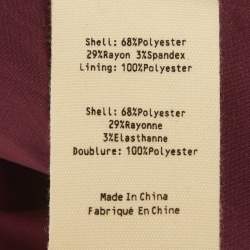 Shell: 68%Polyester
29%Rayon 3%Spandex
Lining: 100%Polyester
Shell: 68%Polyester
29%Rayonne
3%Elasthanne
Doublure: 100%Polyester
Made In China
Fabriqué En Chine